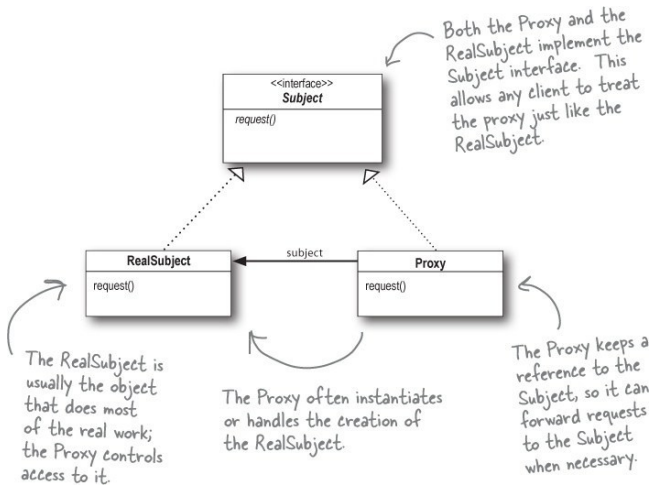 Both the Proxy and the
RealSubject implement the
Subject interface. This
allows any client to treat
the proxy just like the
RealSubject.
<<interface>>
Subject
request()
RealSubject
request()
subject
Proxy
request()
The RealSubject is
usually the object
that does most
of the real work;
the Proxy controls
access to it.
The Proxy often instantiates
or handles the creation of
the RealSubject.
The Proxy keeps a
reference to the
Subject, so it can
forward requests
to the Subject
when necessary.